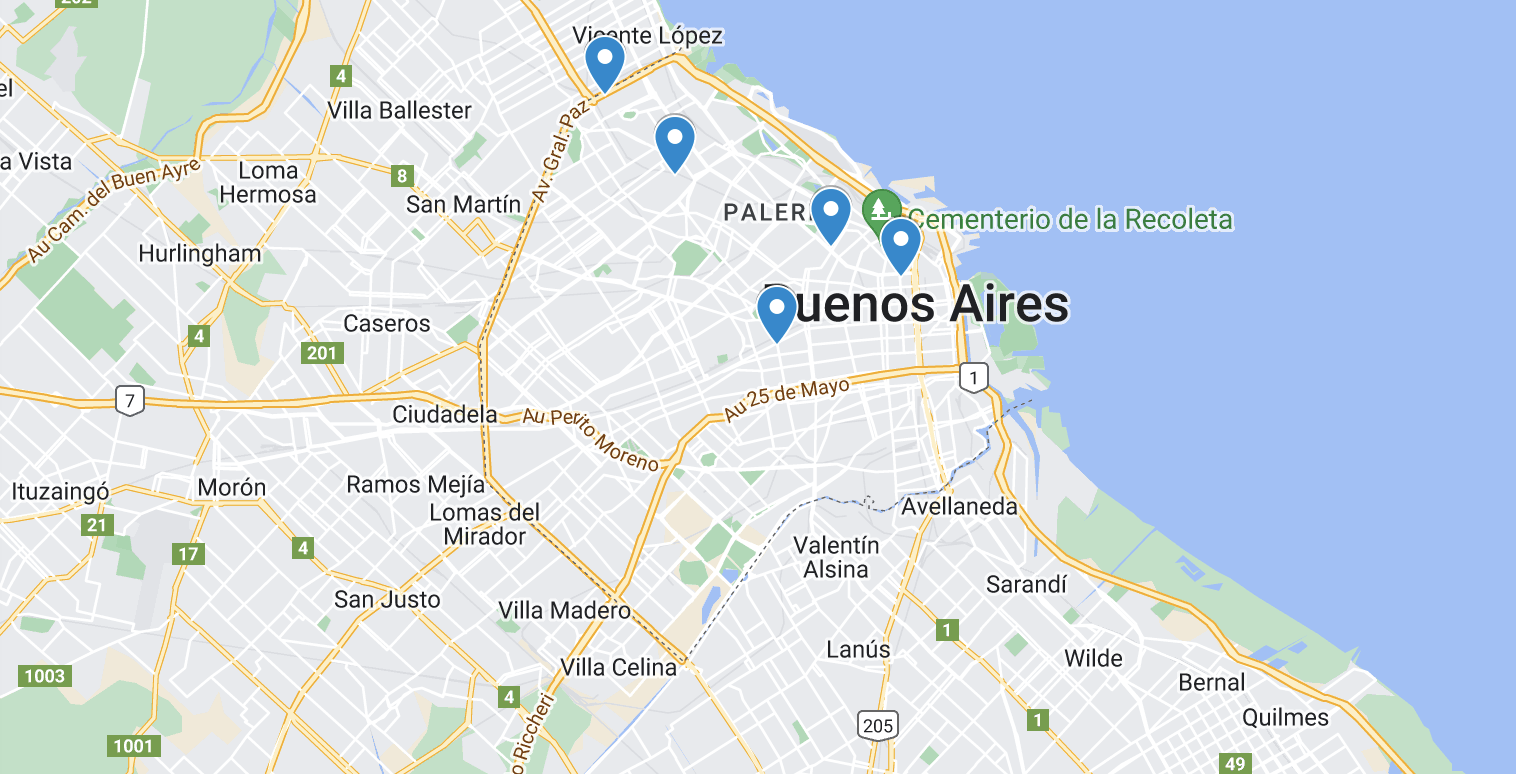 202
Vicente López
4
Villa Ballester
Av. Gral. Paz
Loma
Hermosa
8
San Martín
Au Cam. del Buen Ayre
a Vista
el
Hurlingham
Cementerio de la Recoleta
Buenos Aires
Caseros
4
201
7
1
Ciudadela
Au Perito Moreno
Au 25 de Mayo
Ituzaingó
Morón
Ramos Mejía
21
Lomas del
Mirador
Avellaneda
17
4
Valentín
Alsina
San Justo
Villa Madero
Sarandí
1
Lanús
Wilde
Villa Celina
1003
4
Bernal
205
1
Quilmes
1001
o Riccheri
49